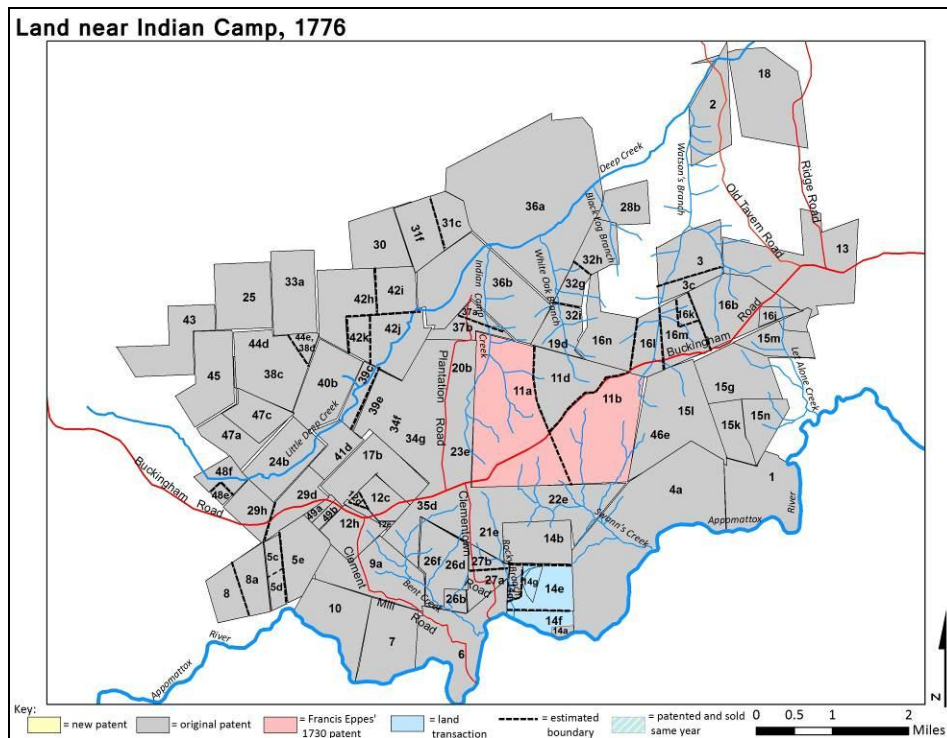 Land near Indian Camp, 1776
18
2
Deep Creek
Watson's Branch
Old Tavern Road
Ridge Road
36a
Black Jog Branch
28b
31c
31f
30
13
3
32h
33a
Indian Camp Creek
36b
White Oak Branch
32g
3c
16b
25
42h
42i
32i
16k
16j
43
37a
37b
42j
42k
16l
16m
Buckingham Road
15m
44d
44e, 38d
19d
16n
Let Alone Creek
45
38c
40b
39c
Plantation Road
20b
11a
11d
11b
15g
39e
47c
34f
15l
15n
47a
Little Deep Creek
34g
46e
15k
41d
17b
23e
24b
48f
48e
4a
1
Buckingham Road
29h
29d
12c
35d
22e
Appomattox River
49a
49b
12h
12e
Clementown Road
21e
14b
Swann's Creek
5c
5e
Clement Mill Road
9a
26f
26d
27b
Rocky Branch
8
8a
5d
27a
14g
14e
26b
Bent Creek
10
14f
14a
7
6
Appomattox River
N
Key:
= new patent
= original patent
= Francis Eppes' 1730 patent
= land transaction
= estimated boundary
= patented and sold same year
0 0.5 1 2
Miles